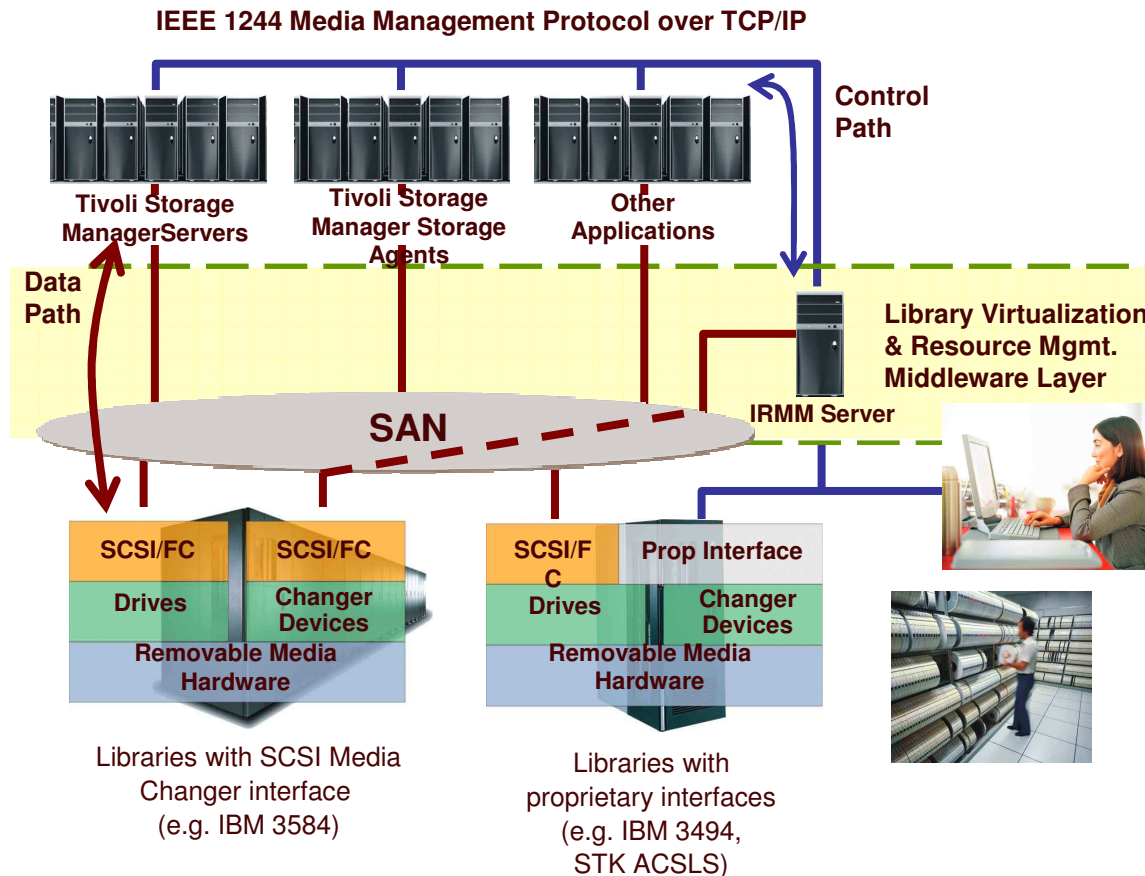 IEEE 1244 Media Management Protocol over TCP/IP
Control
Path
Tivoli Storage
ManagerServers
Tivoli Storage
Manager Storage
Agents
Other
Applications
Data
Path
Library Virtualization
& Resource Mgmt.
Middleware Layer
IRMM Server
SAN
SCSI/FC
SCSI/FC
Drives
Changer
Devices
Removable Media
Hardware
SCSI/F
C
Prop Interface
Drives
Changer
Devices
Removable Media
Hardware
Libraries with SCSI Media
Changer interface
(e.g. IBM 3584)
Libraries with
proprietary interfaces
(e.g. IBM 3494,
STK ACSLS)